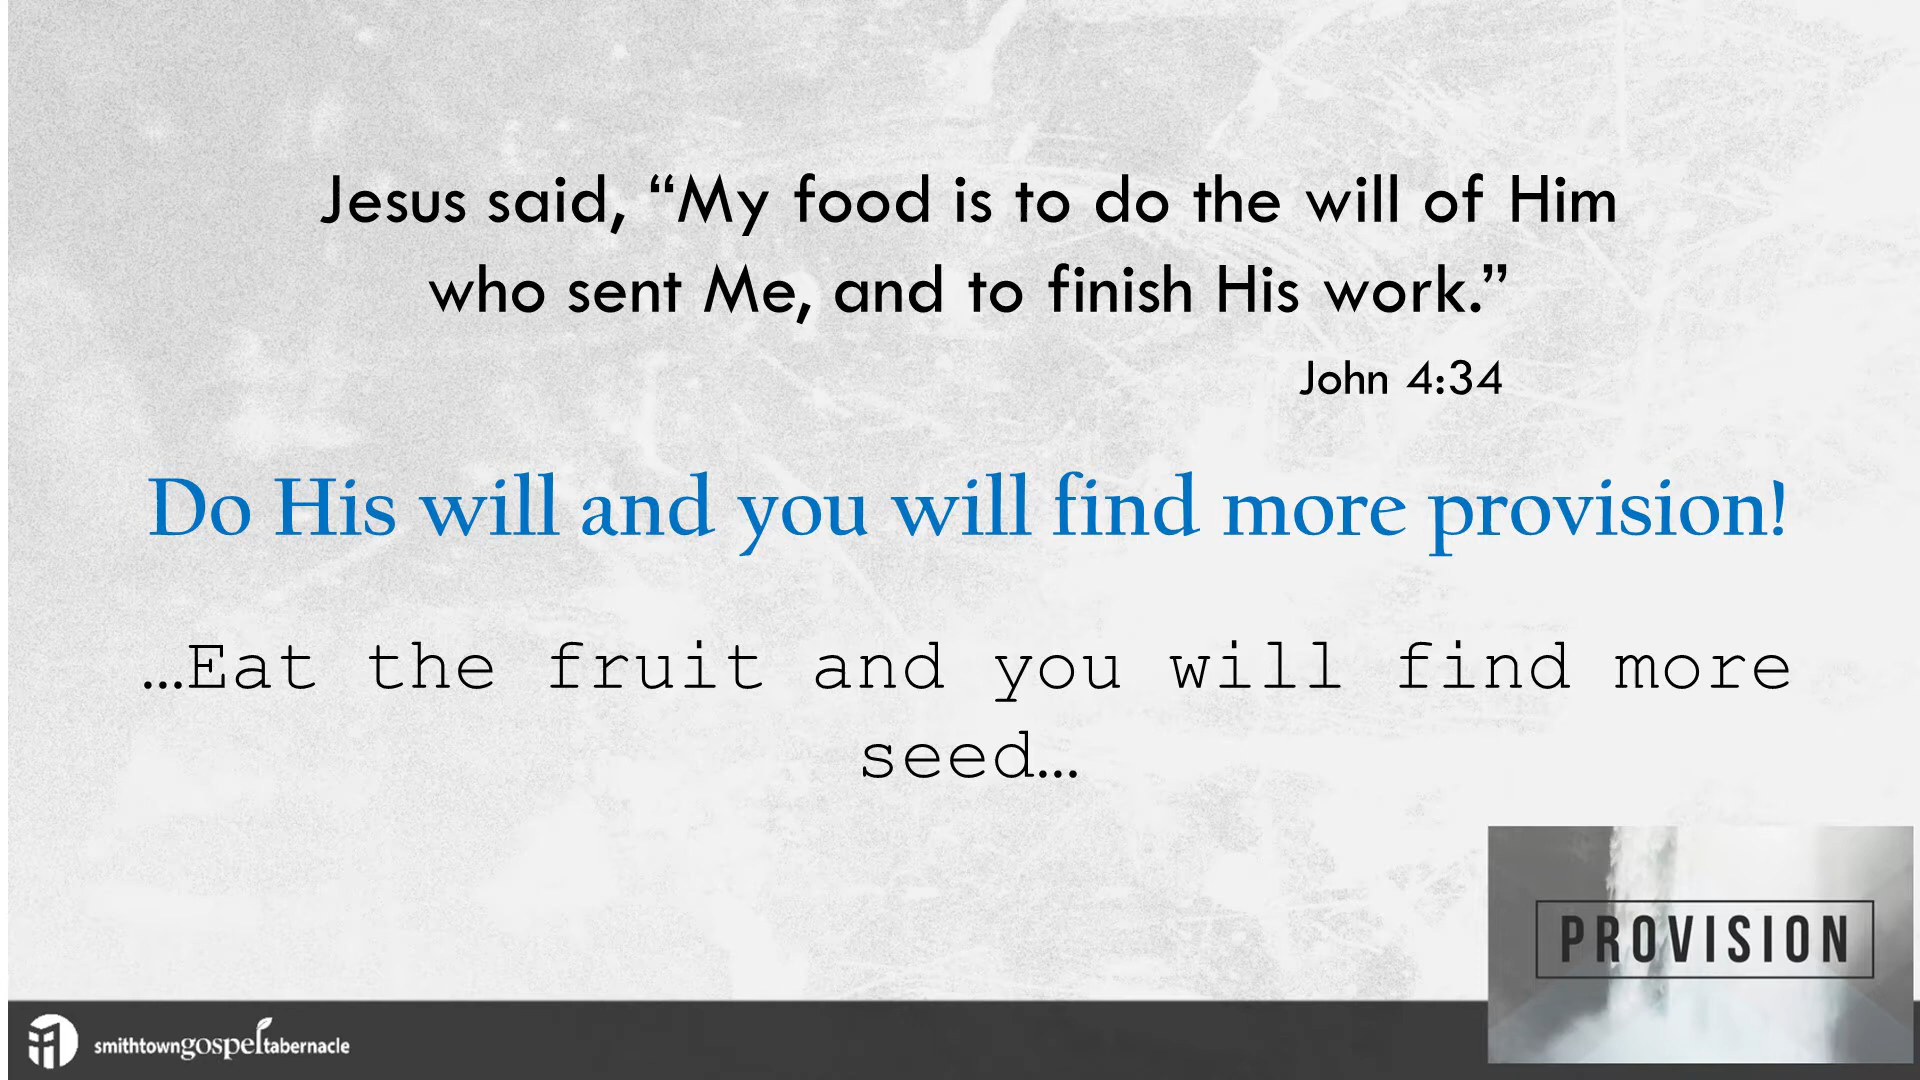 Jesus said, “My food is to do the will of Him
who sent Me, and to finish His work.”
John 4:34
Do His will and you will find more provision!
…Eat the fruit and you will find more
seed…
PROVISION
smithtowngospeltabernacle